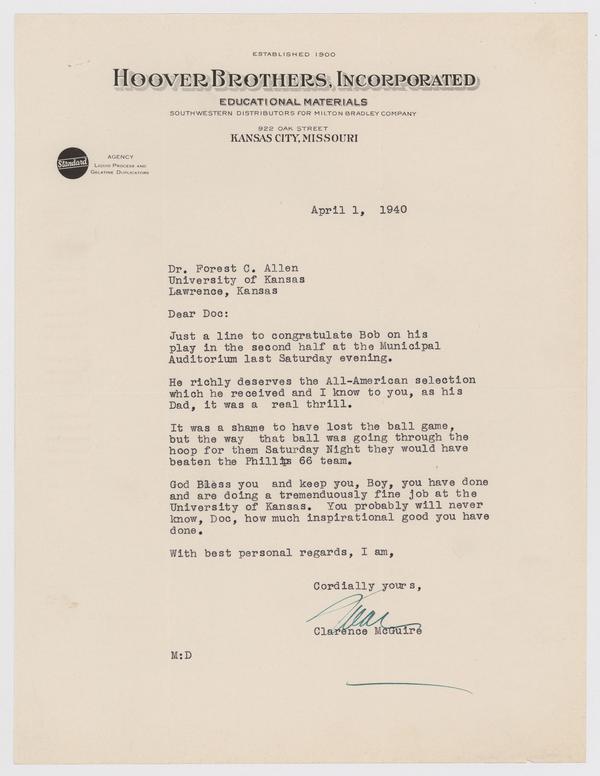 ESTABLISHED 1900
HOOVER BROTHERS, INCORPORATED
EDUCATIONAL MATERIALS
SOUTHWESTERN DISTRIBUTORS FOR MILTON BRADLEY COMPANY
922 OAK STREET
KANSAS CITY, MISSOURI
Standard
AGENCY
LIQUID PROCESS AND
GELATINE DUPLICATORS
April 1, 1940
Dr. Forest C. Allen
University of Kansas
Lawrence, Kansas
Dear Doc:
Just a line to congratulate Bob on his
play in the second half at the Municipal
Auditorium last Saturday evening.
He richly deserves the All-American selection
which he received and I know to you, as his
Dad, it was a real thrill.
It was a shame to have lost the ball game,
but the way that ball was going through the
hoop for them Saturday Night they would have
beaten the Phillips 66 team.
God Bless you and keep you, Boy, you have done
and are doing a tremenduously fine job at the
University of Kansas. You probably will never
know, Doc, how much inspirational good you have
done.
With best personal regards, I am,
Cordially yours,
Clarence McGuire
M:D